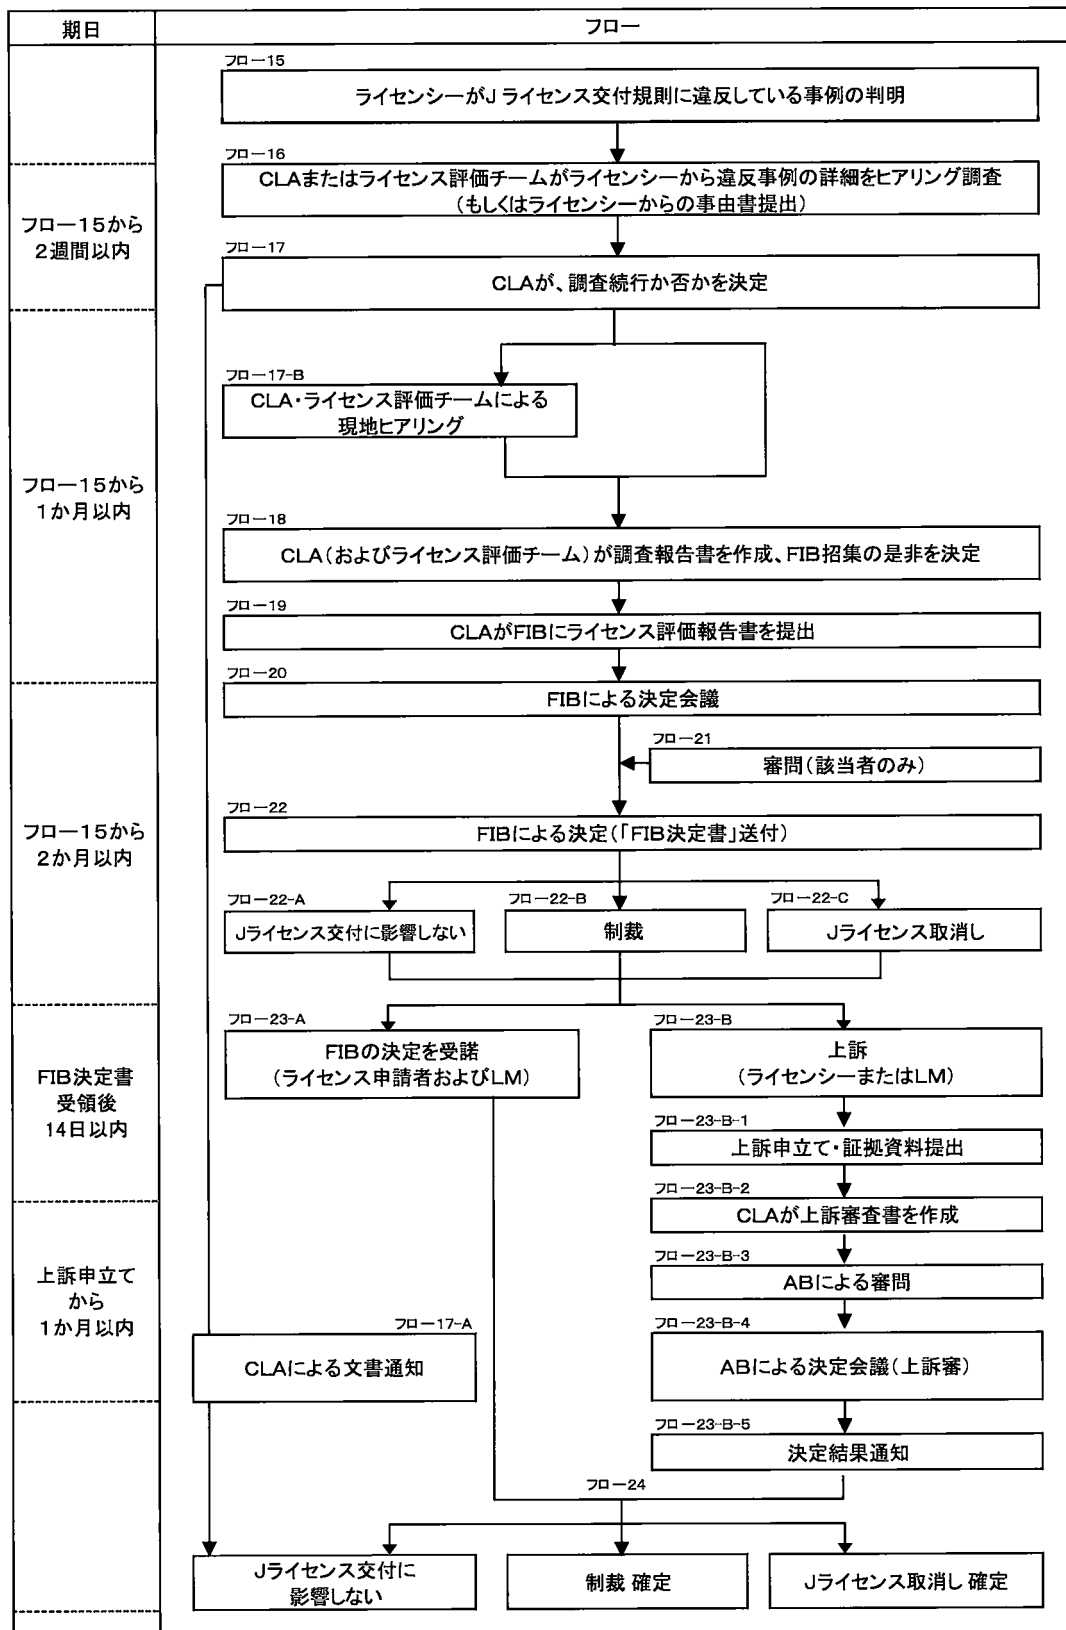 期日
フロー
フロー15
ライセンシーがJライセンス交付規則に違反している事例の判明
フロー15から
2週間以内
フロー16
CLAまたはライセンス評価チームがライセンシーから違反事例の詳細をヒアリング調査
(もしくはライセンシーからの事由書提出)
フロー17
CLAが、調査続行か否かを決定
フロー15から
1か月以内
フロー17-B
CLA・ライセンス評価チームによる
現地ヒアリング
フロー18
CLA(およびライセンス評価チーム)が調査報告書を作成、FIB招集の是非を決定
フロー19
CLAがFIBにライセンス評価報告書を提出
フロー15から
2か月以内
フロー20
FIBによる決定会議
フロー21
審問(該当者のみ)
フロー22
FIBによる決定(「FIB決定書」送付)
フロー22-A
Jライセンス交付に影響しない
フロー22-B
制裁
フロー22-C
Jライセンス取消し
FIB決定書
受領後
14日以内
フロー23-A
FIBの決定を受諾
(ライセンス申請者およびLM)
フロー23-B
上訴
(ライセンシーまたはLM)
フロー23-B-1
上訴申立て・証拠資料提出
フロー23-B-2
CLAが上訴審査書を作成
上訴申立て
から
1か月以内
フロー23-B-3
ABによる審問
フロー17-A
CLAによる文書通知
フロー23-B-4
ABによる決定会議(上訴審)
フロー23-B-5
決定結果通知
フロー24
Jライセンス交付に
影響しない
制裁 確定
Jライセンス取消し 確定